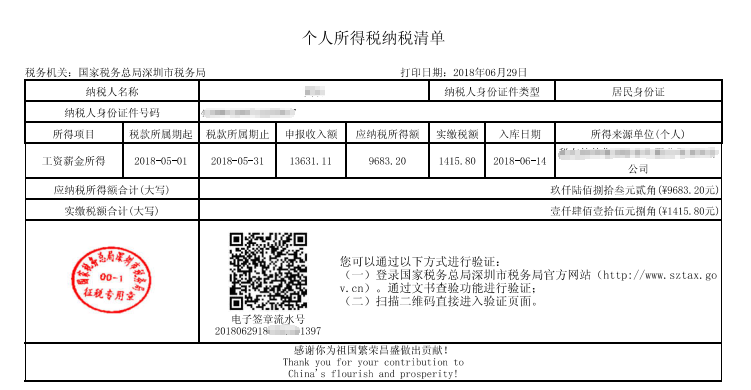 个人所得税纳税清单
税务机关：国家税务总局深圳市税务局 打印日期：2018年06月29日
纳税人名称 纳税人身份证件类型 居民身份证
纳税人身份证件号码
所得项目 税款所属期起 税款所属期止 申报收入额 应纳税所得额 实缴税额 入库日期 所得来源单位(个人)
工资薪金所得 2018-05-01 2018-05-31 13631.11 9683.20 1415.80 2018-06-14
公司
应纳税所得额合计(大写) 玖仟陆佰捌拾叁元贰角(¥9683.20元)
实缴税额合计(大写) 壹仟肆佰壹拾伍元捌角(¥1415.80元)
国家税务总局深圳市税务局
00-1
征税专用章
您可以通过以下方式进行验证：
（一）登录国家税务总局深圳市税务局官方网站（http://www.sztax.go
v.cn）。通过文书查验功能进行验证；
（二）扫描二维码直接进入验证页面。
电子签章流水号
2018062918 1397
感谢你为祖国繁荣昌盛做出贡献！
Thank you for your contribution to
China's flourish and prosperity!